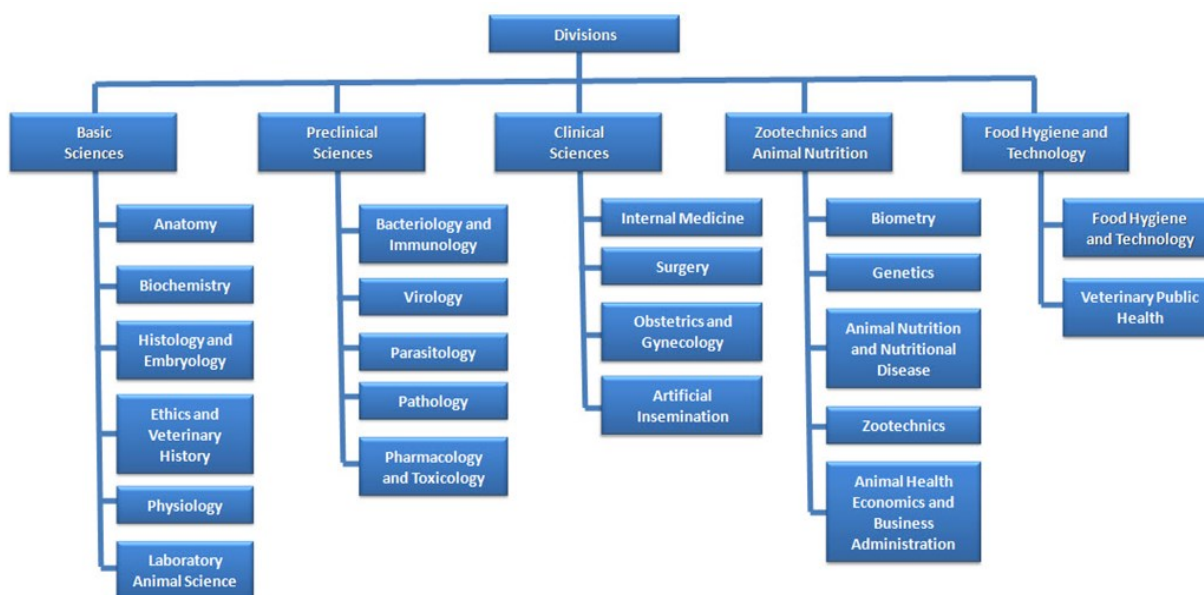 Divisions
Basic
Sciences
Anatomy
Biochemistry
Histology and
Embryology
Ethics and
Veterinary
History
Physiology
Laboratory
Animal Science
Preclinical
Sciences
Bacteriology and
Immunology
Virology
Parasitology
Pathology
Pharmacology
and Toxicology
Clinical
Sciences
Internal Medicine
Surgery
Obstetrics and
Gynecology
Artificial
Insemination
Zootechnics and
Animal Nutrition
Biometry
Genetics
Animal Nutrition
and Nutritional
Disease
Zootechnics
Animal Health
Economics and
Business
Administration
Food Hygiene and
Technology
Food Hygiene
and Technology
Veterinary Public
Health